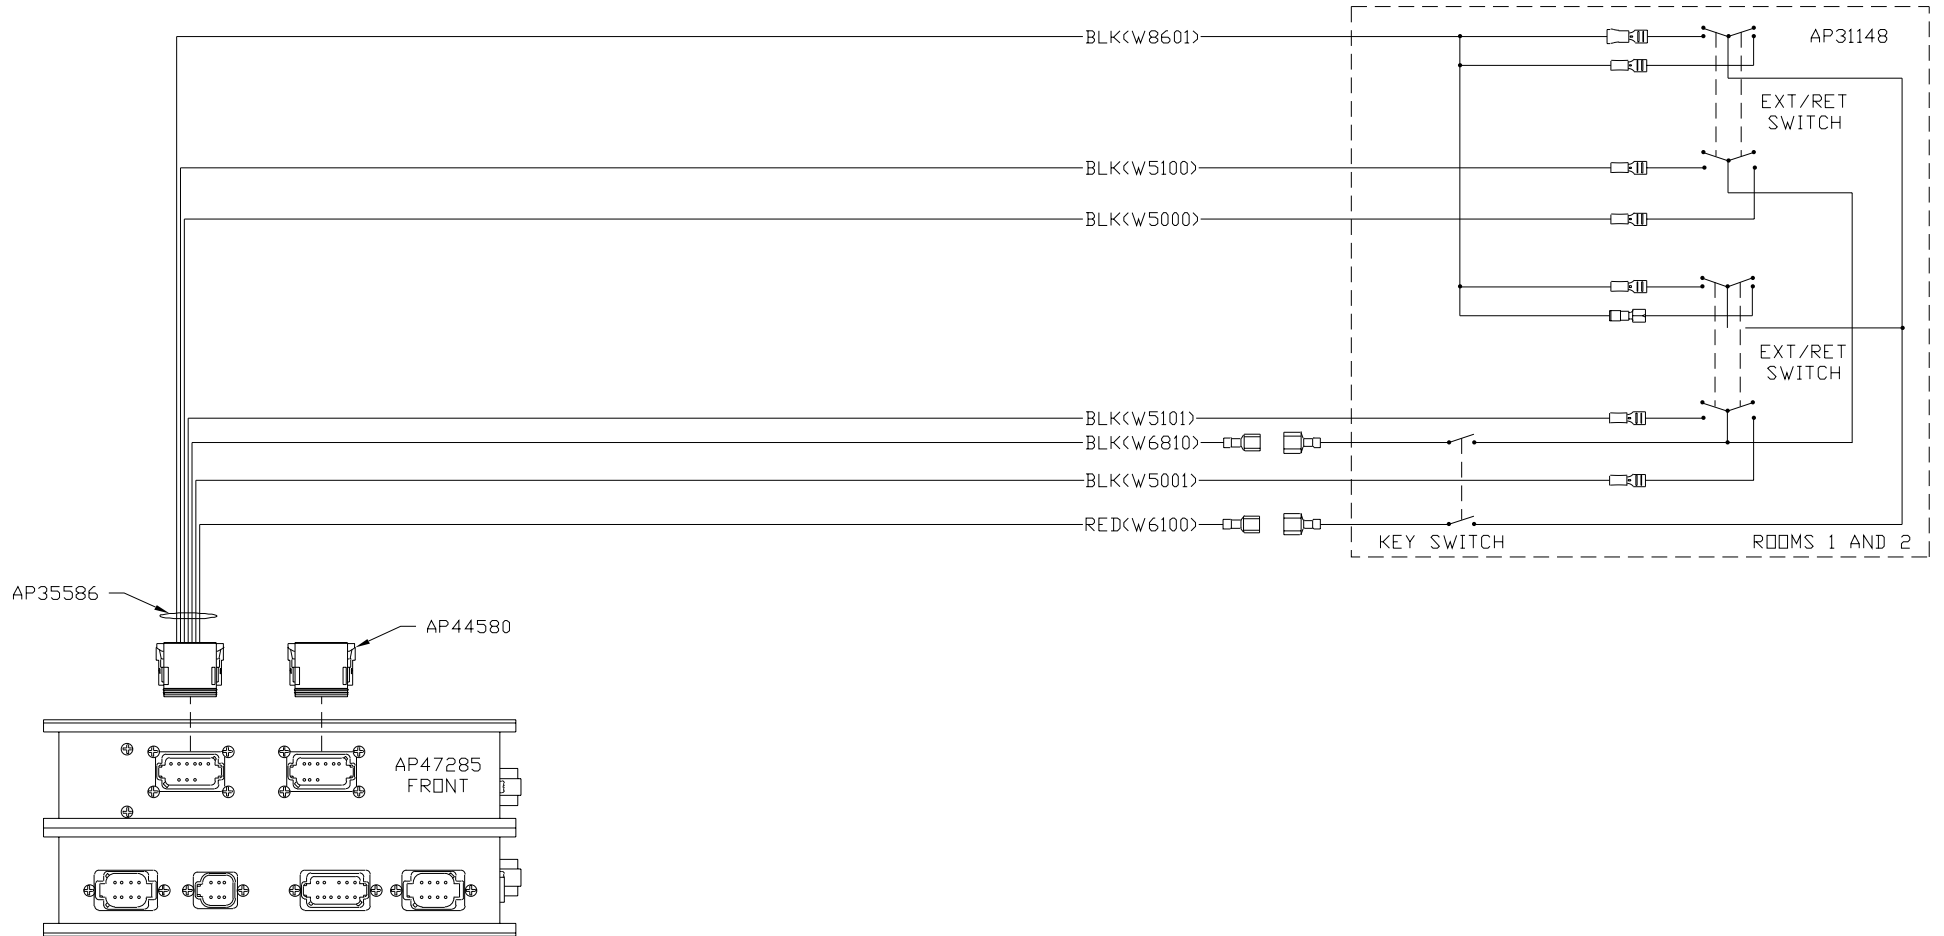 BLK(W8601)
AP31148
EXT/RET
SWITCH
BLK(W5100)
BLK(W5000)
EXT/RET
SWITCH
BLK(W5101)
BLK(W6810)
BLK(W5001)
RED(W6100)
KEY SWITCH
ROOMS 1 AND 2
AP35586
AP44580
AP47285
FRONT